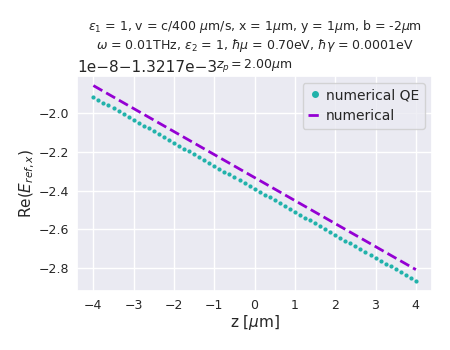 ε₁ = 1, v = c/400 μm/s, x = 1μm, y = 1μm, b = -2μm
ω = 0.01THz, ε₂ = 1, ℏμ = 0.70eV, ℏγ = 0.0001eV
1e−8−1.3217e−3 z_p = 2.00μm
numerical QE
numerical
−2.0
−2.2
−2.4
−2.6
−2.8
Re(E_ref,x)
−4 −3 −2 −1 0 1 2 3 4
z [μm]